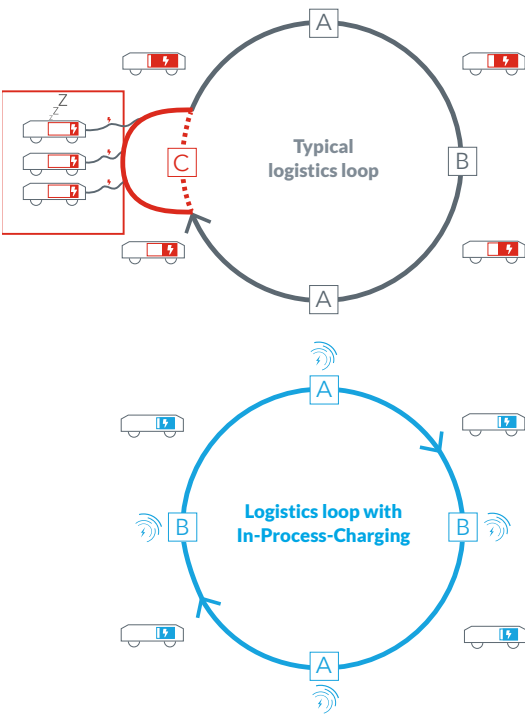 A
Z
Z
Z
C
Typical
logistics loop
B
A
A
B
Logistics loop with
In-Process-Charging
B
A